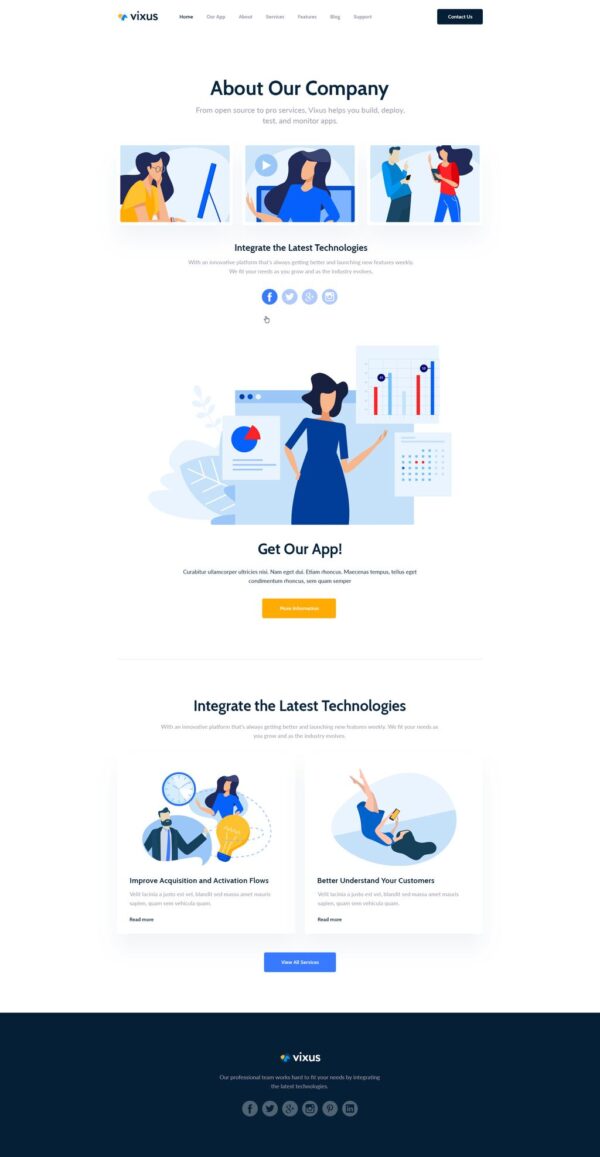 vixus
Home Our App About Services Features Blog Support
Contact Us
About Our Company
From open source to pro services, Vixus helps you build, deploy,
test, and monitor apps.
Integrate the Latest Technologies
With an innovative platform that's always getting better and launching new features weekly.
We fit your needs as you grow and as the industry evolves.
Get Our App!
Curabitur ullamcorper ultricies nisi. Nam eget dui. Etiam rhoncus. Maecenas tempus, tellus eget
condimentum rhoncus, sem quam semper
More Information
Integrate the Latest Technologies
With an innovative platform that's always getting better and launching new features weekly. We fit your needs as
you grow and as the industry evolves.
Improve Acquisition and Activation Flows
Velit lacinia a justo est vel, blandit sed massa amet mauris
sapien, quam sem vehicula quam.
Read more
Better Understand Your Customers
Velit lacinia a justo est vel, blandit sed massa amet mauris
sapien, quam sem vehicula quam.
Read more
View All Services
vixus
Our professional team works hard to fit your needs by integrating
the latest technologies.